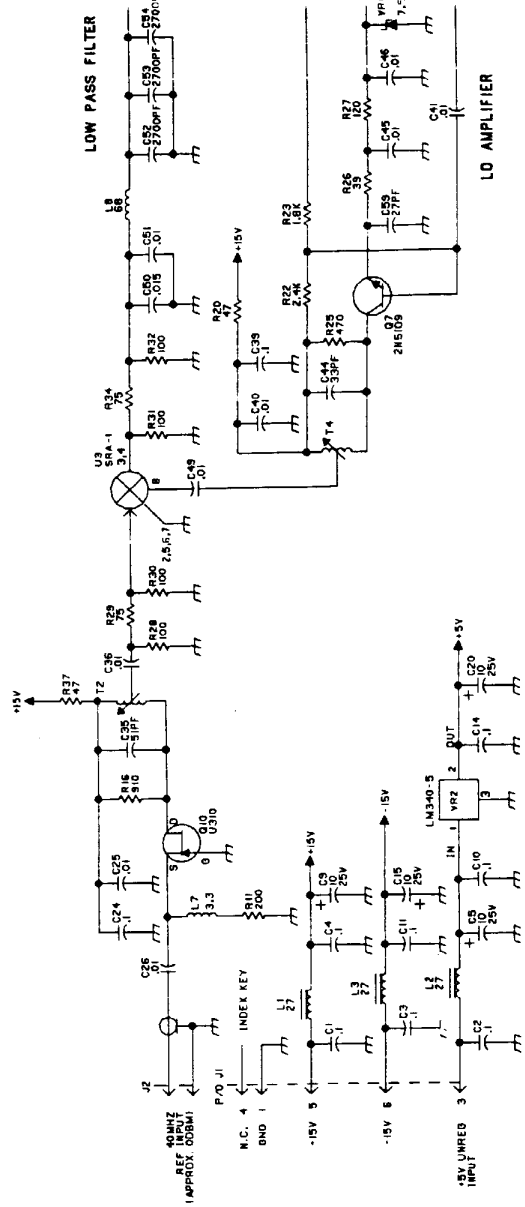 LOW PASS FILTER
C54
2700
C53
2700PF
C52
2700PF
L8
68
C51
.01
C50
.015
R32
100
R34
75
R31
100
U3
SRA-1
3,4
8
2,5,6,7
C49
.01
R30
100
R29
75
R28
100
C36
.01
+15V
R37
47
T2
C35
51PF
R16
910
D
S
G
Q10
U310
C25
.01
C24
.1
L7
3.3
R11
200
C26
.01
J2
40MHZ
REF
INPUT
(APPROX. 0DBM)
YR
7,
C46
.01
R27
120
C45
.01
R26
39
C59
27PF
C41
.01
LO AMPLIFIER
R23
1.8K
R22
2.4K
R25
470
Q7
2N5109
+15V
R20
47
C39
.1
C40
.01
C44
33PF
T4
P/O J1
N.C. 4
INDEX KEY
GND 1
+15V 5
C1
.1
L1
27
C4
.1
C9
10
25V
+
+15V
-15V 6
C3
.1
L3
27
C11
.1
C15
10
25V
+
-15V
+5V UNREG 3
INPUT
C2
.1
L2
27
C5
10
25V
+
C10
.1
IN
1
LM340-5
VR2
3
2
OUT
C14
.1
C20
10
25V
+
+5V